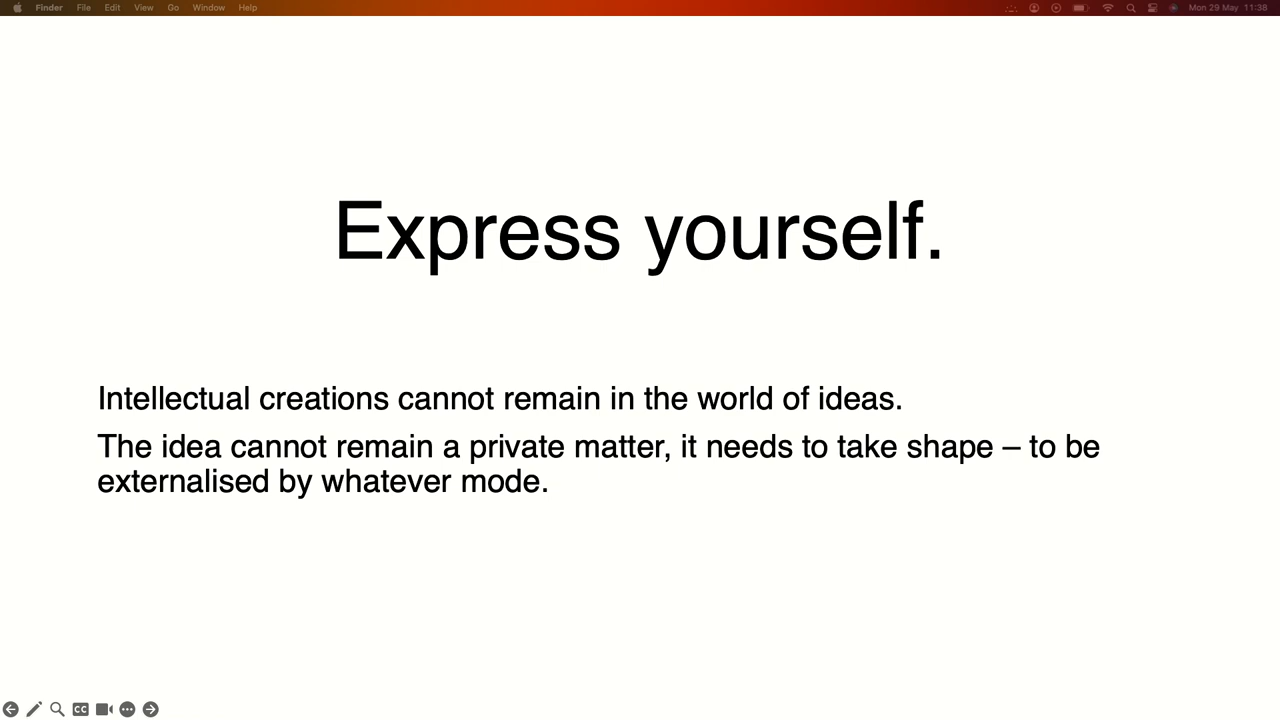 Finder File Edit View Go Window Help Mon 29 May 11:38
Express yourself.
Intellectual creations cannot remain in the world of ideas.
The idea cannot remain a private matter, it needs to take shape – to be
externalised by whatever mode.
CC